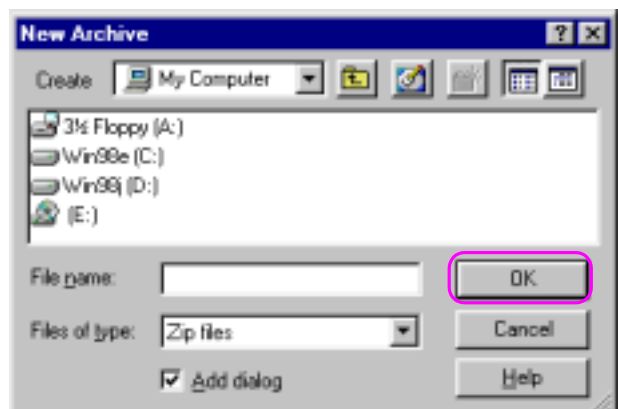 New Archive
Create My Computer
3½ Floppy (A:)
Win98e (C:)
Win98j (D:)
(E:)
File name: OK
Files of type: Zip files Cancel
Add dialog Help